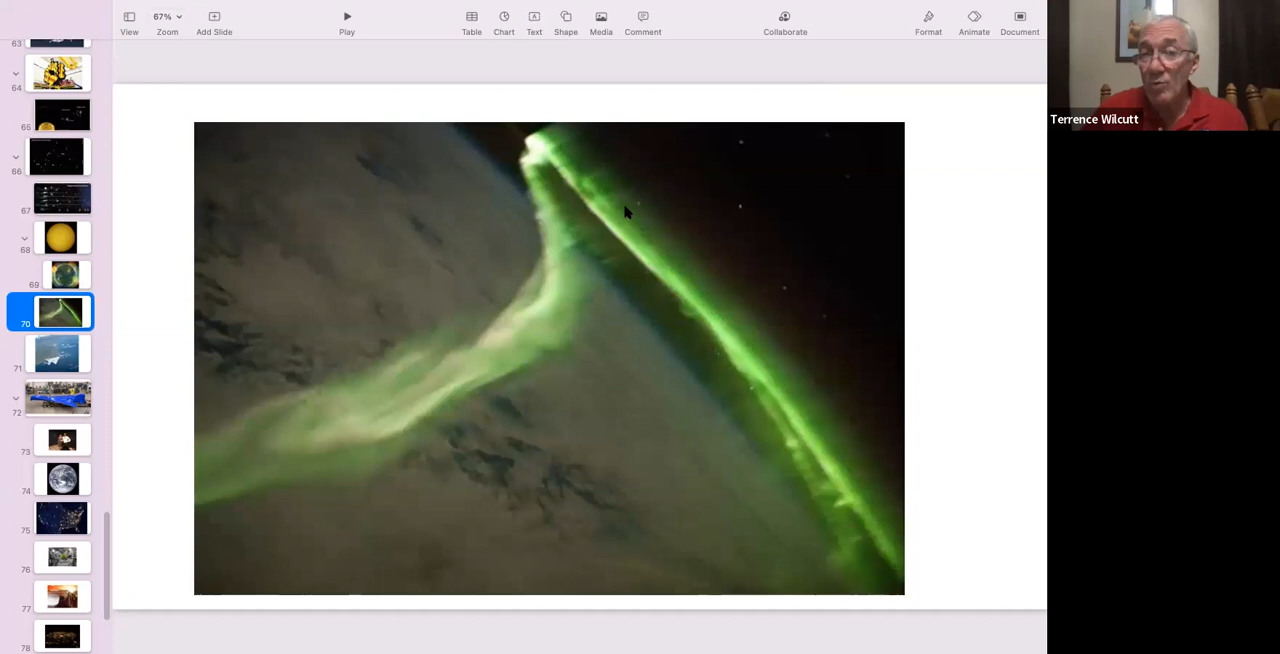 67%
View
Zoom
Add Slide
Play
Table
Chart
Text
Shape
Media
Comment
Collaborate
Format
Animate
Document
Terrence Wilcutt
63
64
65
66
67
68
69
70
71
72
73
74
75
76
77
78